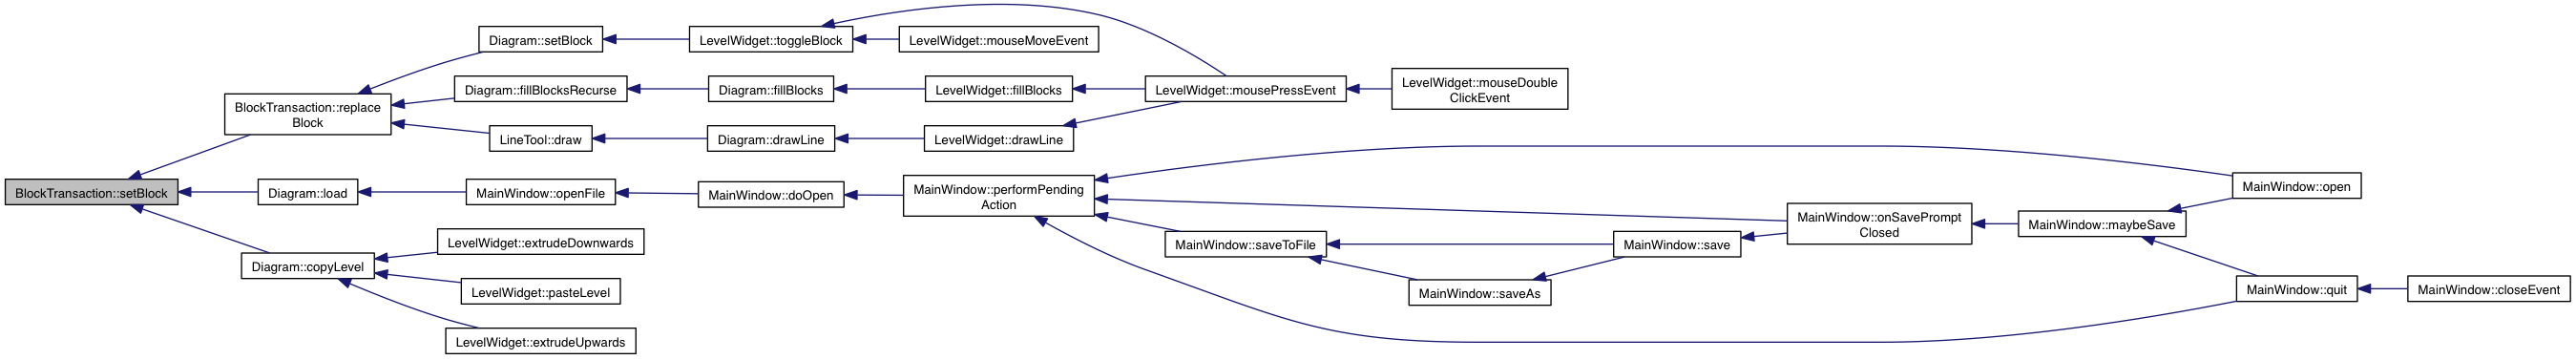 BlockTransaction::setBlock
BlockTransaction::replace
Block
Diagram::setBlock
LevelWidget::toggleBlock
LevelWidget::mouseMoveEvent
Diagram::fillBlocksRecurse
Diagram::fillBlocks
LevelWidget::fillBlocks
LevelWidget::mousePressEvent
LevelWidget::mouseDouble
ClickEvent
LineTool::draw
Diagram::drawLine
LevelWidget::drawLine
Diagram::load
MainWindow::openFile
MainWindow::doOpen
MainWindow::performPending
Action
MainWindow::open
MainWindow::onSavePrompt
Closed
MainWindow::maybeSave
MainWindow::saveToFile
MainWindow::save
MainWindow::saveAs
MainWindow::quit
MainWindow::closeEvent
Diagram::copyLevel
LevelWidget::extrudeDownwards
LevelWidget::pasteLevel
LevelWidget::extrudeUpwards